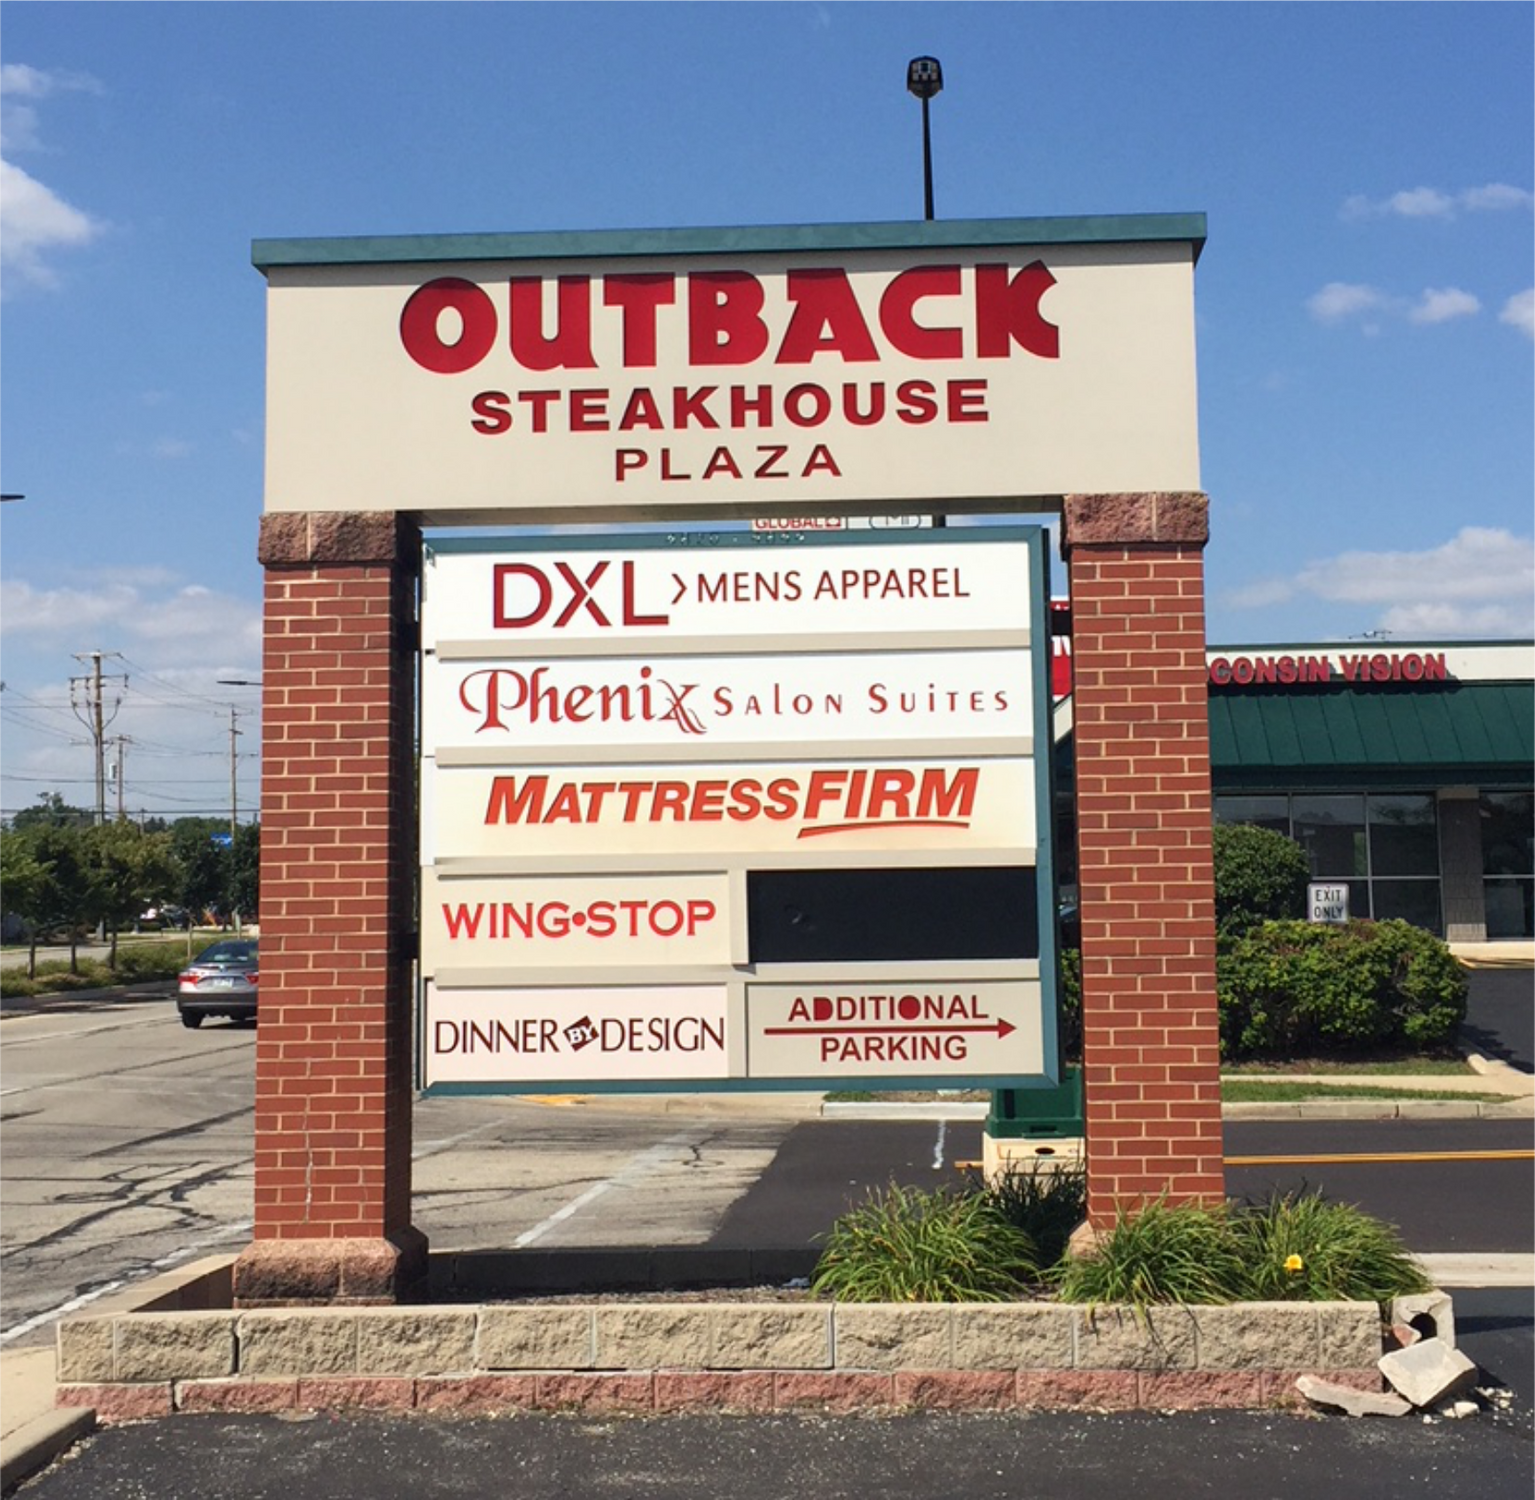 OUTBACK
STEAKHOUSE
PLAZA
GLOBAL
DXL>MENS APPAREL
Phenix SALON SUITES
CONSIN VISION
MATTRESSFIRM
WING•STOP
EXIT
ONLY
DINNER BY DESIGN
ADDITIONAL
PARKING